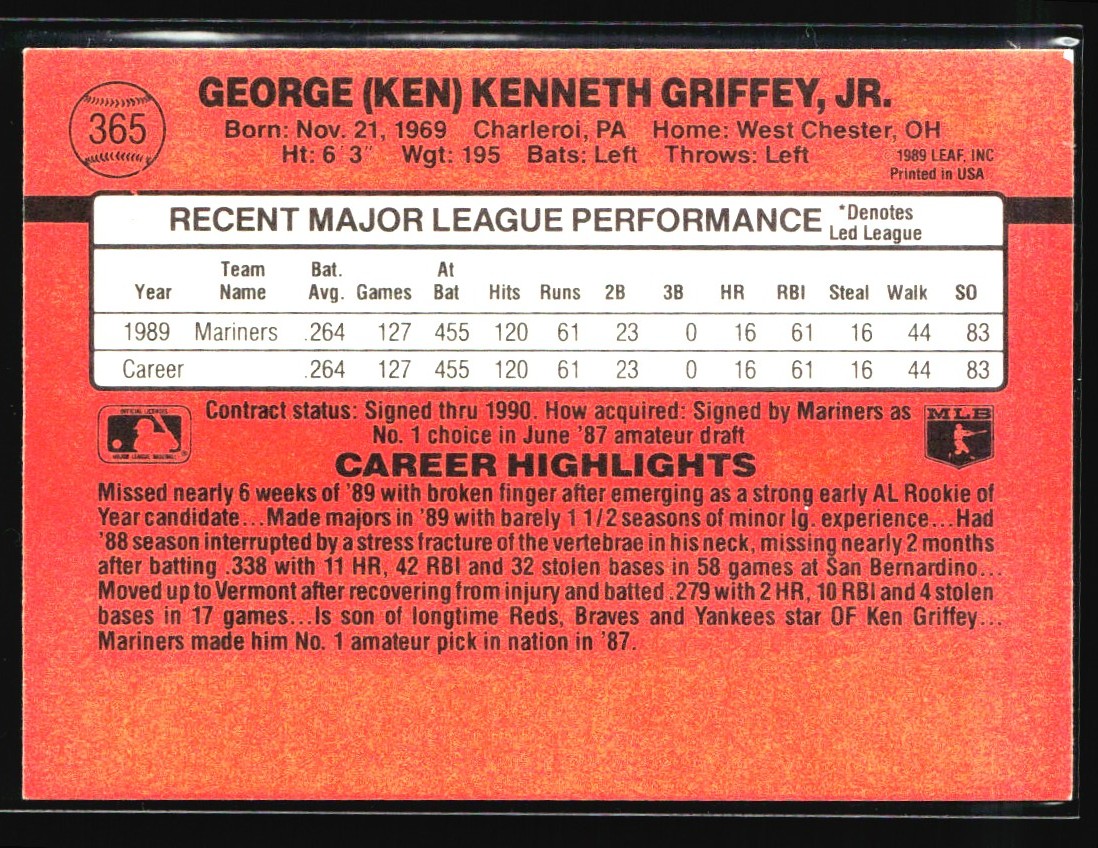 365
GEORGE (KEN) KENNETH GRIFFEY, JR.
Born: Nov. 21, 1969 Charleroi, PA Home: West Chester, OH
Ht: 6' 3" Wgt: 195 Bats: Left Throws: Left
1989 LEAF, INC
Printed in USA
RECENT MAJOR LEAGUE PERFORMANCE
*Denotes
Led League
Team Bat. At
Year Name Avg. Games Bat Hits Runs 2B 3B HR RBI Steal Walk SO
1989 Mariners .264 127 455 120 61 23 0 16 61 16 44 83
Career .264 127 455 120 61 23 0 16 61 16 44 83
Contract status: Signed thru 1990. How acquired: Signed by Mariners as
No. 1 choice in June '87 amateur draft
MLB
CAREER HIGHLIGHTS
Missed nearly 6 weeks of '89 with broken finger after emerging as a strong early AL Rookie of
Year candidate...Made majors in '89 with barely 1 1/2 seasons of minor lg. experience...Had
'88 season interrupted by a stress fracture of the vertebrae in his neck, missing nearly 2 months
after batting .338 with 11 HR, 42 RBI and 32 stolen bases in 58 games at San Bernardino...
Moved up to Vermont after recovering from injury and batted .279 with 2 HR, 10 RBI and 4 stolen
bases in 17 games...Is son of longtime Reds, Braves and Yankees star OF Ken Griffey...
Mariners made him No. 1 amateur pick in nation in '87.